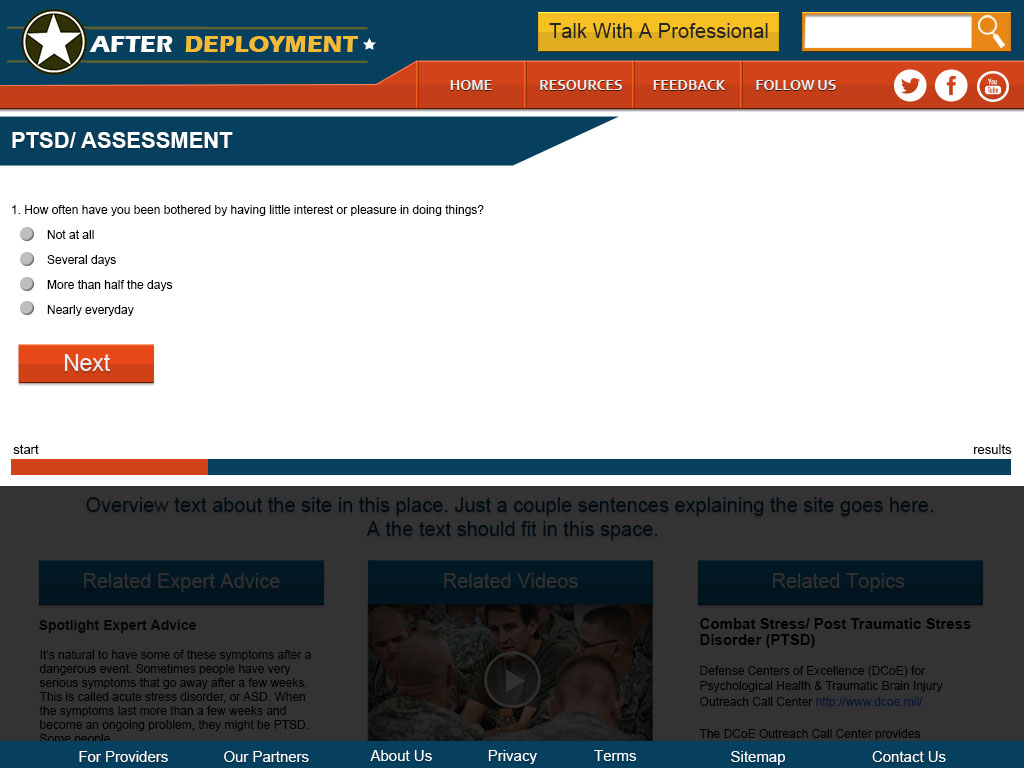 AFTER DEPLOYMENT
Talk With A Professional
HOME
RESOURCES
FEEDBACK
FOLLOW US
You
Tube
PTSD/ ASSESSMENT
1. How often have you been bothered by having little interest or pleasure in doing things?
Not at all
Several days
More than half the days
Nearly everyday
Next
start
results
Overview text about the site in this place. Just a couple sentences explaining the site goes here.
A the text should fit in this space.
Related Expert Advice
Spotlight Expert Advice
It's natural to have some of these symptoms after a
dangerous event. Sometimes people have very
serious symptoms that go away after a few weeks.
This is called acute stress disorder, or ASD. When
the symptoms last more than a few weeks and
become an ongoing problem, they might be PTSD.
Some people
Related Videos
Related Topics
Combat Stress/ Post Traumatic Stress
Disorder (PTSD)
Defense Centers of Excellence (DCoE) for
Psychological Health & Traumatic Brain Injury
Outreach Call Center http://www.dcoe.mil/
The DCoE Outreach Call Center provides
For Providers
Our Partners
About Us
Privacy
Terms
Sitemap
Contact Us